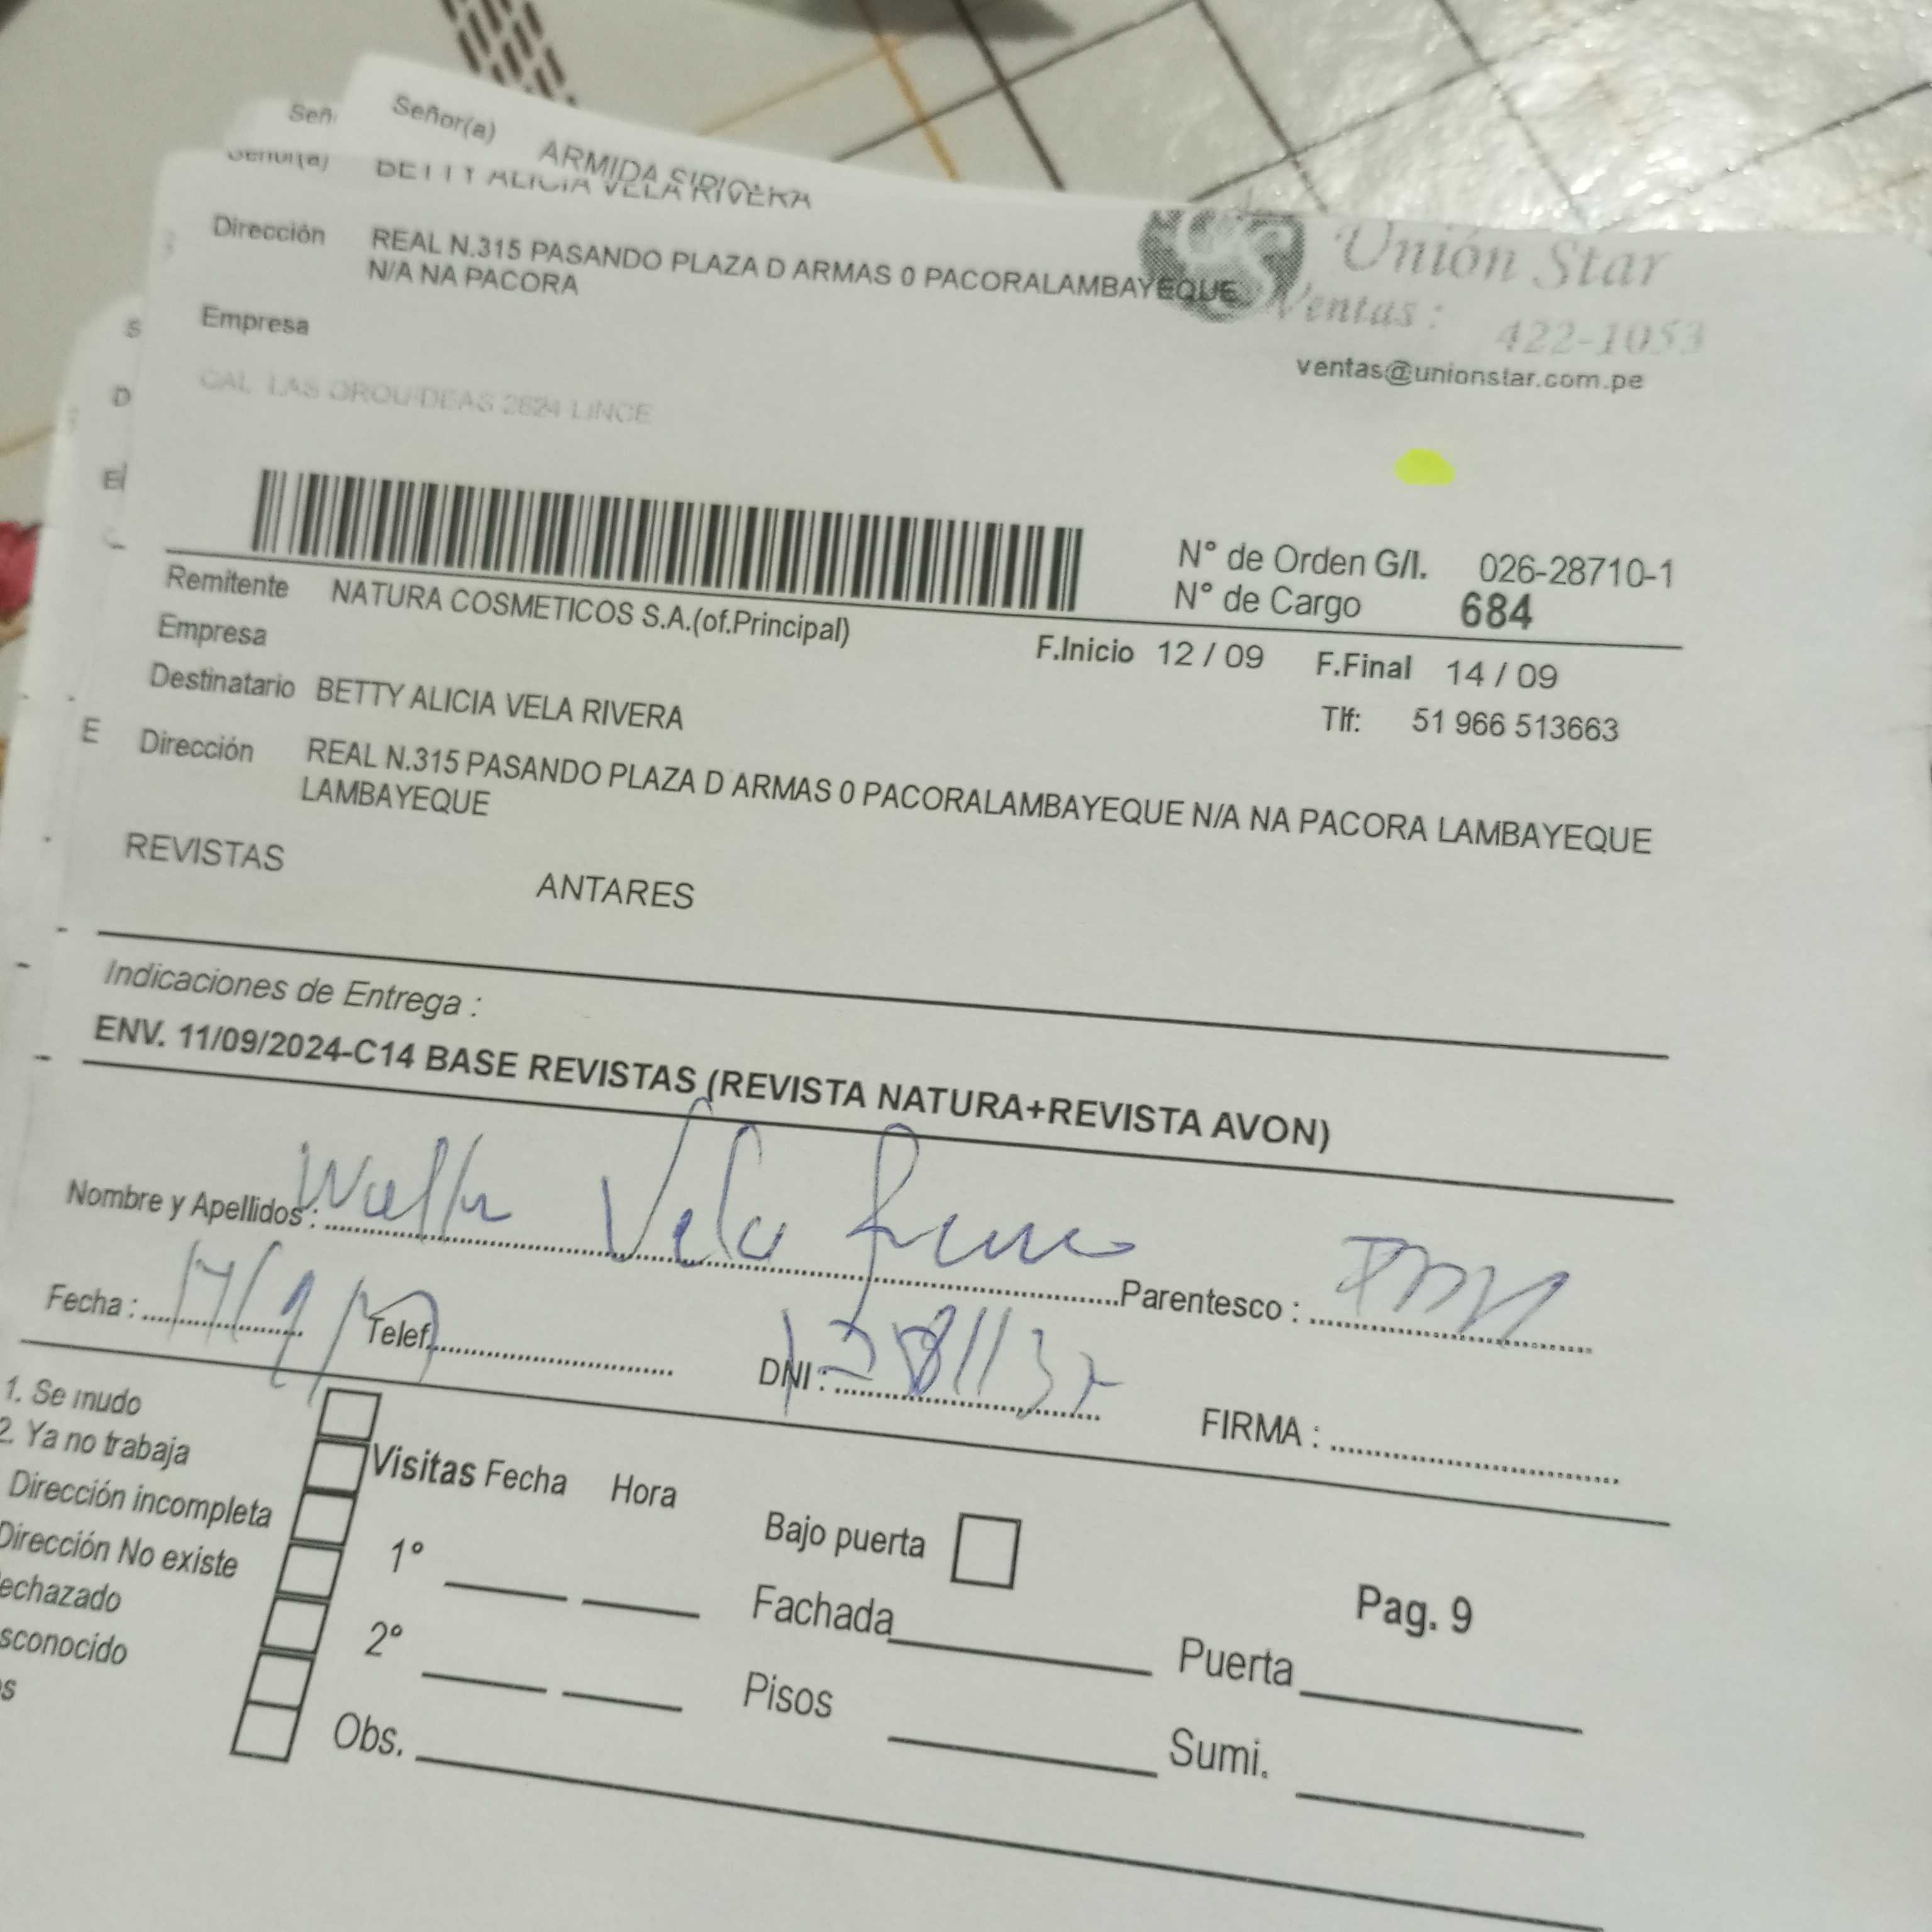 Señor(a) ARMIDA
Señor(a) BETTY ALICIA VELA RIVERA
Dirección REAL N.315 PASANDO PLAZA D ARMAS 0 PACORALAMBAYEQUE
N/A NA PACORA
Unión Star
Ventas: 422-1053
ventas@unionstar.com.pe
Empresa
CAL. LAS ORQUIDEAS 2624 LINCE
N° de Orden G/I. 026-28710-1
N° de Cargo 684
Remitente NATURA COSMETICOS S.A.(of.Principal)
F.Inicio 12 / 09 F.Final 14 / 09
Empresa
Destinatario BETTY ALICIA VELA RIVERA
Tlf: 51 966 513663
E
Dirección REAL N.315 PASANDO PLAZA D ARMAS 0 PACORALAMBAYEQUE N/A NA PACORA LAMBAYEQUE
LAMBAYEQUE
REVISTAS ANTARES
Indicaciones de Entrega :
ENV. 11/09/2024-C14 BASE REVISTAS (REVISTA NATURA+REVISTA AVON)
Nombre y Apellidos : Vela Parentesco :
Fecha : Telef. DNI : FIRMA :
1. Se mudo
2. Ya no trabaja
Dirección incompleta
Dirección No existe
echazado
sconocido
s
Visitas Fecha Hora
1°
2°
Obs.
Bajo puerta
Fachada
Pisos
Pag. 9
Puerta
Sumi.